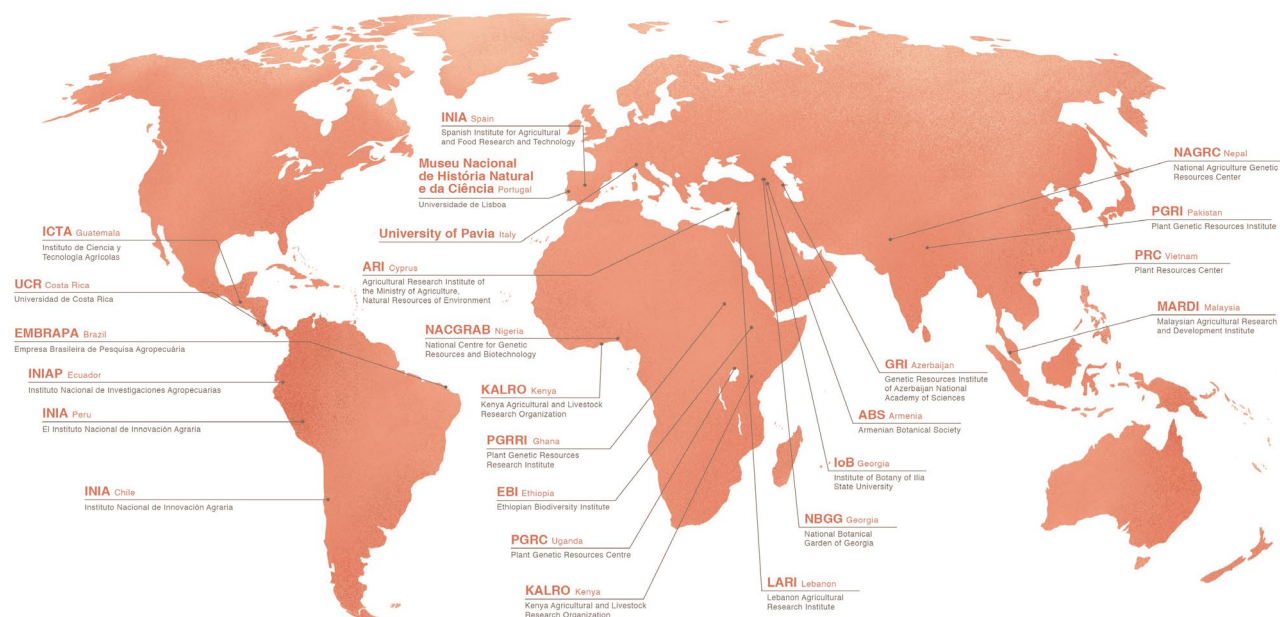 INIA Spain
Spanish Institute for Agricultural
and Food Research and Technology
Museu Nacional
de História Natural
e da Ciência Portugal
Universidade de Lisboa
University of Pavia Italy
ARI Cyprus
Agricultural Research Institute of
the Ministry of Agriculture,
Natural Resources of Environment
NACGRAB Nigeria
National Centre for Genetic
Resources and Biotechnology
KALRO Kenya
Kenya Agricultural and Livestock
Research Organization
PGRRI Ghana
Plant Genetic Resources
Research Institute
EBI Ethiopia
Ethiopian Biodiversity Institute
PGRC Uganda
Plant Genetic Resources Centre
KALRO Kenya
Kenya Agricultural and Livestock
Research Organization
ICTA Guatemala
Instituto de Ciencia y
Tecnología Agrícolas
UCR Costa Rica
Universidad de Costa Rica
EMBRAPA Brazil
Empresa Brasileira de Pesquisa Agropecuária
INIAP Ecuador
Instituto Nacional de Investigaciones Agropecuarias
INIA Peru
El Instituto Nacional de Innovación Agraria
INIA Chile
Instituto Nacional de Innovación Agraria
NAGRC Nepal
National Agriculture Genetic
Resources Center
PGRI Pakistan
Plant Genetic Resources Institute
PRC Vietnam
Plant Resources Center
MARDI Malaysia
Malaysian Agricultural Research
and Development Institute
GRI Azerbaijan
Genetic Resources Institute
of Azerbaijan National
Academy of Sciences
ABS Armenia
Armenian Botanical Society
IoB Georgia
Institute of Botany of Ilia
State University
NBGG Georgia
National Botanical
Garden of Georgia
LARI Lebanon
Lebanon Agricultural
Research Institute